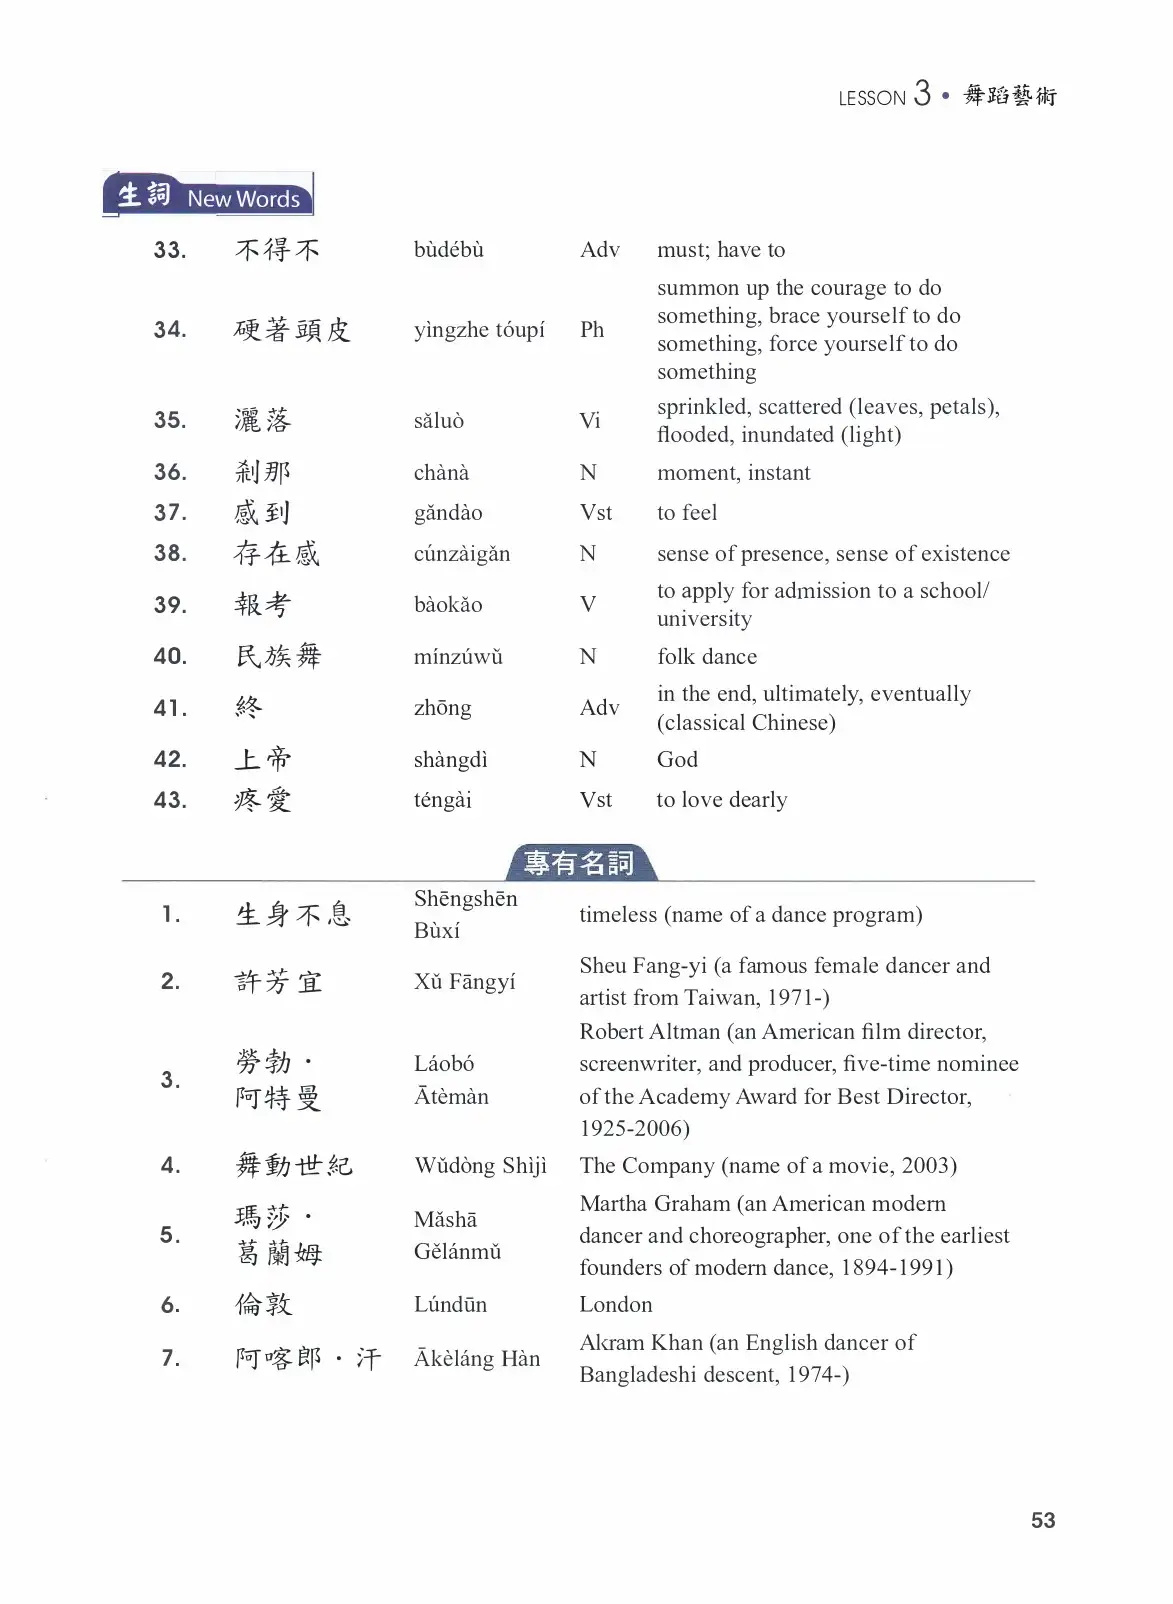 LESSON 3 • 舞蹈藝術
生詞 New Words
33. 不得不 bùdébù Adv must; have to
34. 硬著頭皮 yìngzhe tóupí Ph summon up the courage to do
something, brace yourself to do
something, force yourself to do
something
35. 灑落 sǎluò Vi sprinkled, scattered (leaves, petals),
flooded, inundated (light)
36. 剎那 chànà N moment, instant
37. 感到 gǎndào Vst to feel
38. 存在感 cúnzàigǎn N sense of presence, sense of existence
39. 報考 bàokǎo V to apply for admission to a school/
university
40. 民族舞 mínzúwǔ N folk dance
41. 終 zhōng Adv in the end, ultimately, eventually
(classical Chinese)
42. 上帝 shàngdì N God
43. 疼愛 téngài Vst to love dearly
專有名詞
1. 生身不息 Shēngshēn
Bùxí timeless (name of a dance program)
2. 許芳宜 Xǔ Fāngyí Sheu Fang-yi (a famous female dancer and
artist from Taiwan, 1971-)
3. 勞勃・
阿特曼 Láobó
Ātèmàn Robert Altman (an American film director,
screenwriter, and producer, five-time nominee
of the Academy Award for Best Director,
1925-2006)
4. 舞動世紀 Wǔdòng Shìjì The Company (name of a movie, 2003)
5. 瑪莎・
葛蘭姆 Mǎshā
Gělánmǔ Martha Graham (an American modern
dancer and choreographer, one of the earliest
founders of modern dance, 1894-1991)
6. 倫敦 Lúndūn London
7. 阿喀郎・汗 Ākèláng Hàn Akram Khan (an English dancer of
Bangladeshi descent, 1974-)
53